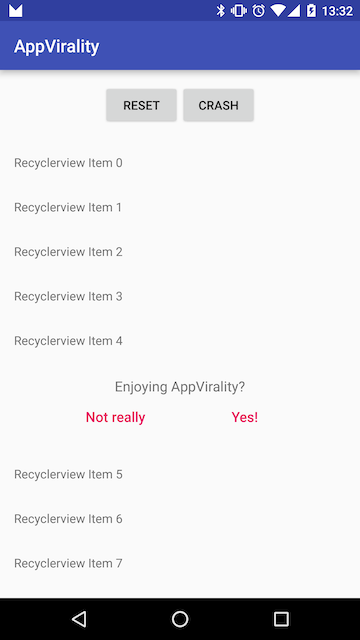 13:32
AppVirality
RESET CRASH
Recyclerview Item 0
Recyclerview Item 1
Recyclerview Item 2
Recyclerview Item 3
Recyclerview Item 4
Enjoying AppVirality?
Not really Yes!
Recyclerview Item 5
Recyclerview Item 6
Recyclerview Item 7